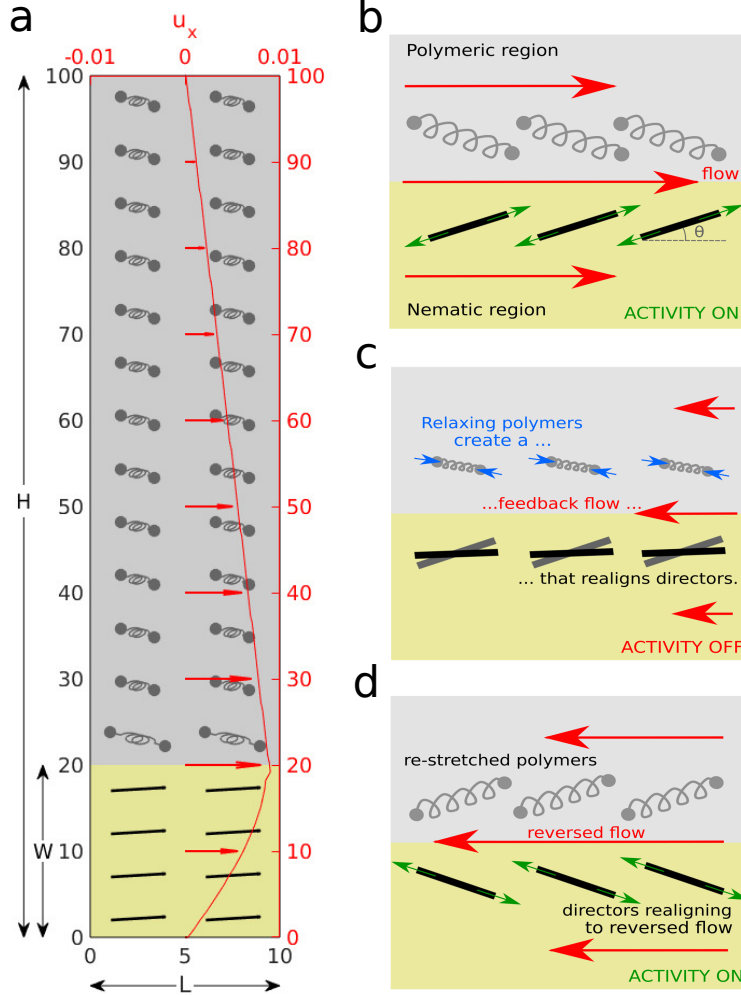 a
u_x
-0.01 0 0.01
100 100
90 90
80 80
70 70
60 60
50 50
40 40
30 30
20 20
10 10
0 0
0 5 10
H
W
L
b
Polymeric region
flow
θ
Nematic region
ACTIVITY ON
c
Relaxing polymers
create a ...
...feedback flow ...
... that realigns directors.
ACTIVITY OFF
d
re-stretched polymers
reversed flow
directors realigning
to reversed flow
ACTIVITY ON